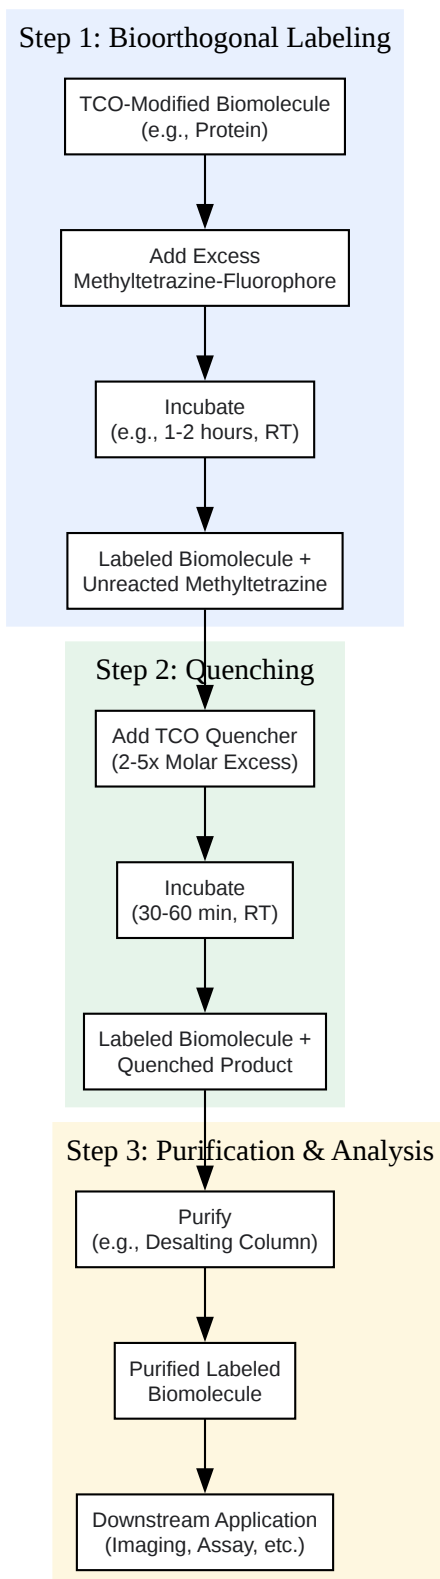 Step 1: Bioorthogonal Labeling
TCO-Modified Biomolecule
(e.g., Protein)
Add Excess
Methyltetrazine-Fluorophore
Incubate
(e.g., 1-2 hours, RT)
Labeled Biomolecule +
Unreacted Methyltetrazine
Step 2: Quenching
Add TCO Quencher
(2-5x Molar Excess)
Incubate
(30-60 min, RT)
Labeled Biomolecule +
Quenched Product
Step 3: Purification & Analysis
Purify
(e.g., Desalting Column)
Purified Labeled
Biomolecule
Downstream Application
(Imaging, Assay, etc.)